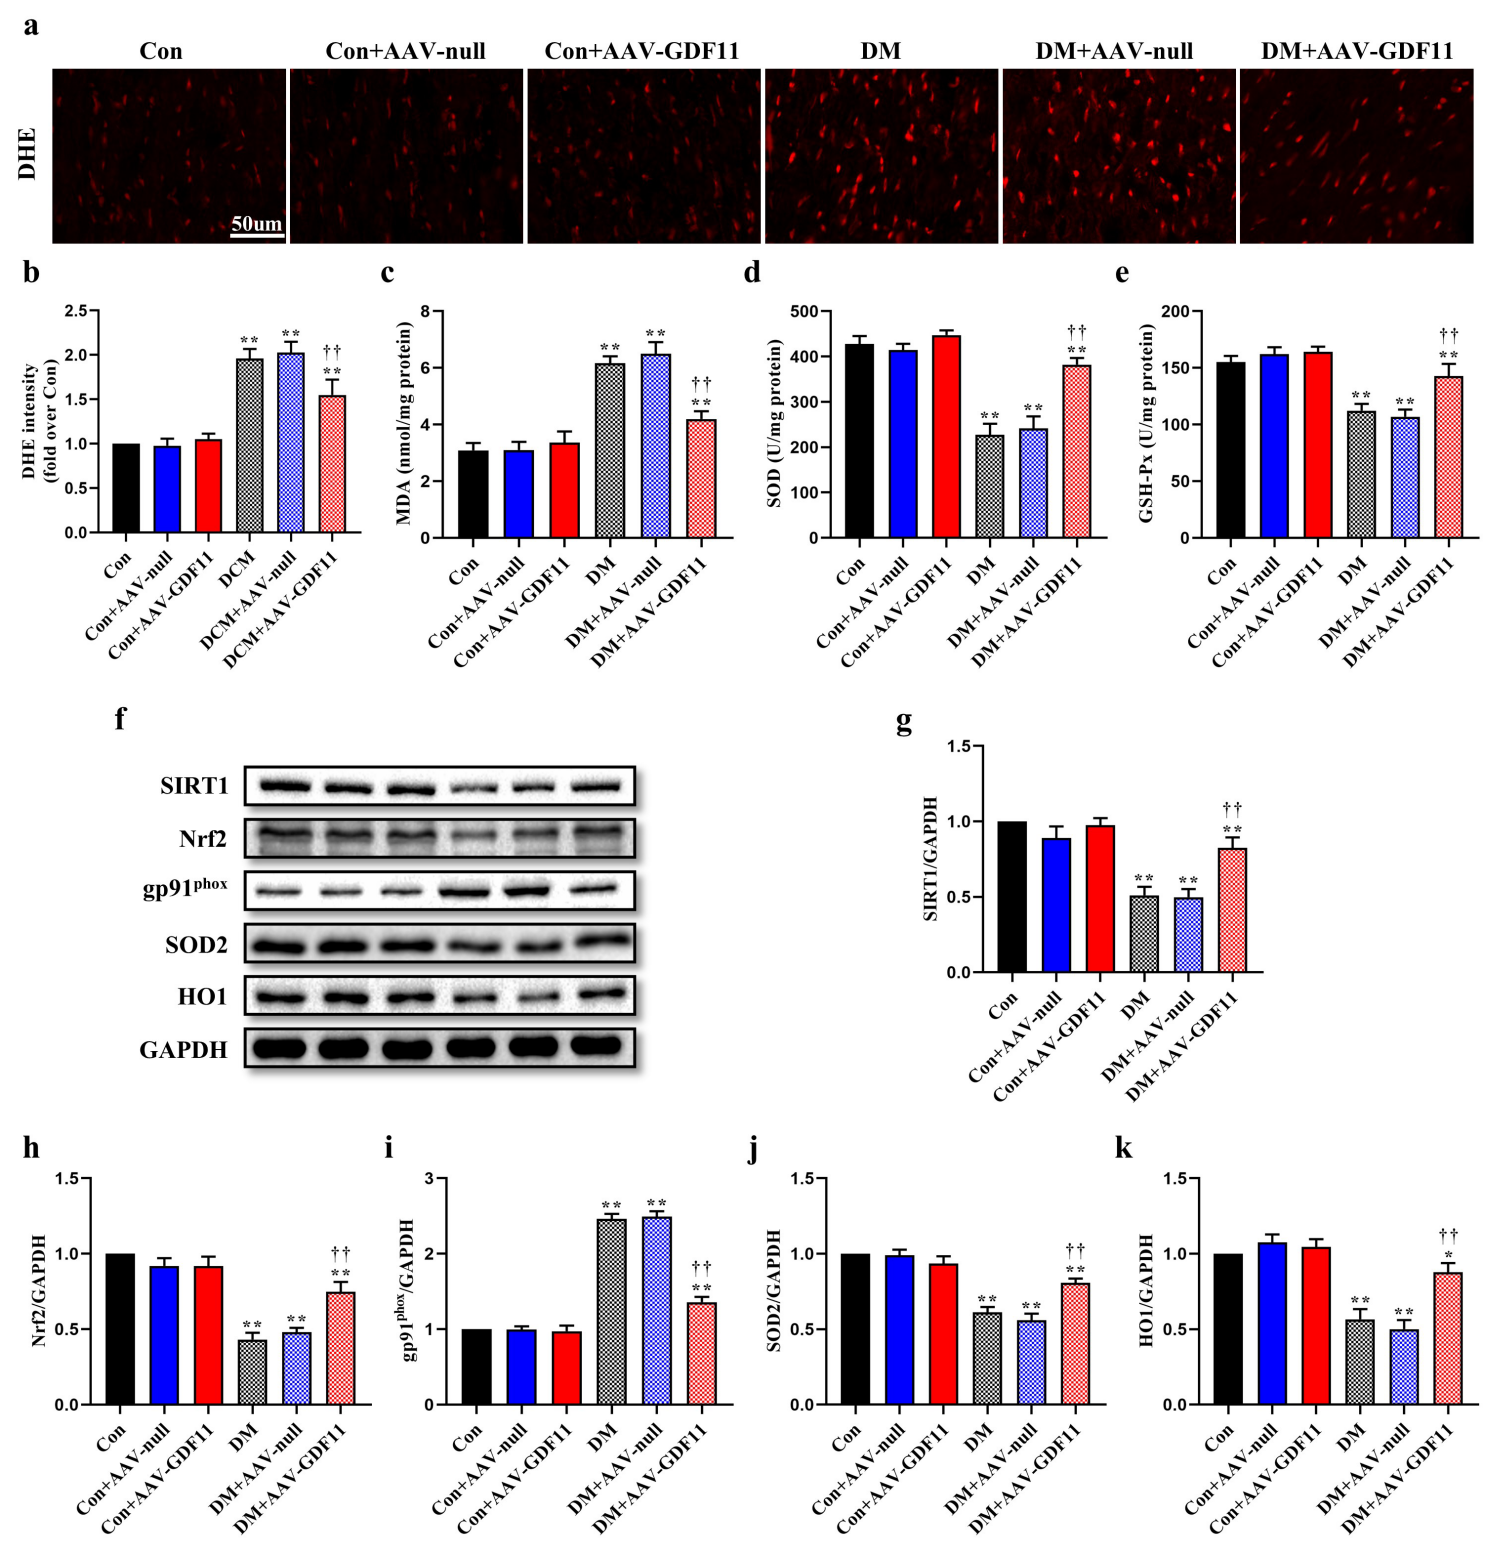 a
Con
Con+AAV-null
Con+AAV-GDF11
DM
DM+AAV-null
DM+AAV-GDF11
DHE
50um
b
DHE intensity
(fold over Con)
2.5
2.0
1.5
1.0
0.5
0.0
**
**
††
**
Con
Con+AAV-null
Con+AAV-GDF11
DCM
DCM+AAV-null
DCM+AAV-GDF11
c
MDA (nmol/mg protein)
8
6
4
2
0
**
**
††
**
Con
Con+AAV-null
Con+AAV-GDF11
DM
DM+AAV-null
DM+AAV-GDF11
d
SOD (U/mg protein)
500
400
300
200
100
0
**
**
††
**
Con
Con+AAV-null
Con+AAV-GDF11
DM
DM+AAV-null
DM+AAV-GDF11
e
GSH-Px (U/mg protein)
200
150
100
50
0
**
**
††
**
Con
Con+AAV-null
Con+AAV-GDF11
DM
DM+AAV-null
DM+AAV-GDF11
f
SIRT1
Nrf2
gp91phox
SOD2
HO1
GAPDH
g
SIRT1/GAPDH
1.5
1.0
0.5
0.0
**
**
††
**
Con
Con+AAV-null
Con+AAV-GDF11
DM
DM+AAV-null
DM+AAV-GDF11
h
Nrf2/GAPDH
1.5
1.0
0.5
0.0
**
**
††
**
Con
Con+AAV-null
Con+AAV-GDF11
DM
DM+AAV-null
DM+AAV-GDF11
i
gp91phox/GAPDH
3
2
1
0
**
**
††
**
Con
Con+AAV-null
Con+AAV-GDF11
DM
DM+AAV-null
DM+AAV-GDF11
j
SOD2/GAPDH
1.5
1.0
0.5
0.0
**
**
††
**
Con
Con+AAV-null
Con+AAV-GDF11
DM
DM+AAV-null
DM+AAV-GDF11
k
HO1/GAPDH
1.5
1.0
0.5
0.0
**
**
††
*
Con
Con+AAV-null
Con+AAV-GDF11
DM
DM+AAV-null
DM+AAV-GDF11